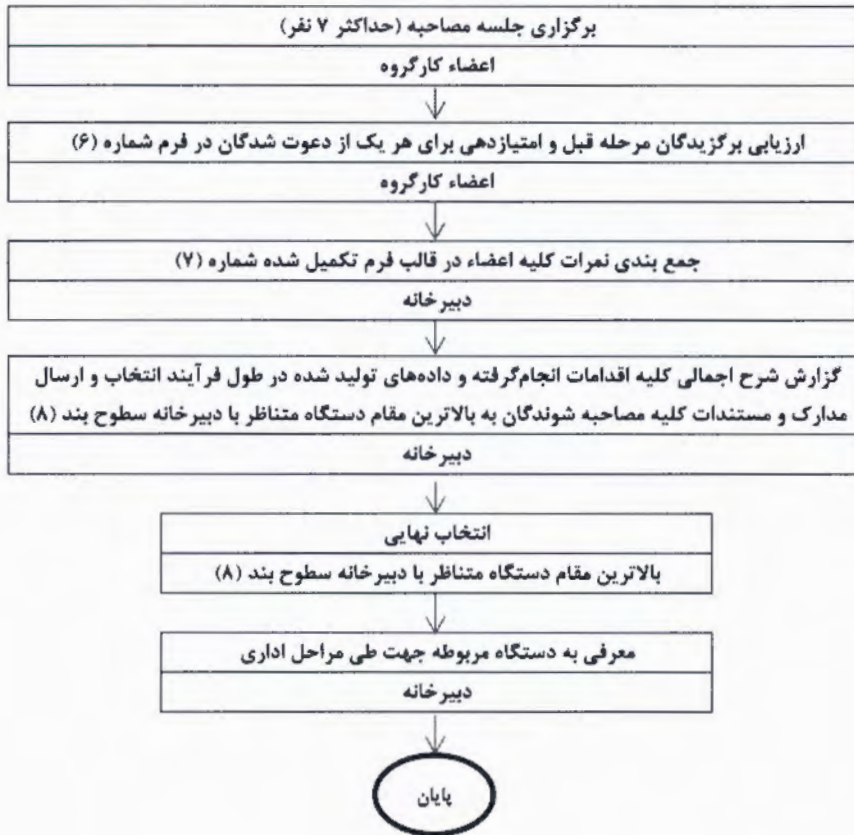 برگزاری جلسه مصاحبه (حداکثر ۷ نفر)
اعضاء کارگروه
ارزیابی برگزیدگان مرحله قبل و امتیازدهی برای هر یک از دعوت شدگان در فرم شماره (۶)
اعضاء کارگروه
جمع بندی نمرات کلیه اعضاء در قالب فرم تکمیل شده شماره (۷)
دبیرخانه
گزارش شرح اجمالی کلیه اقدامات انجام‌گرفته و داده‌های تولید شده در طول فرآیند انتخاب و ارسال
مدارک و مستندات کلیه مصاحبه شوندگان به بالاترین مقام دستگاه متناظر با دبیرخانه سطوح بند (۸)
دبیرخانه
انتخاب نهایی
بالاترین مقام دستگاه متناظر با دبیرخانه سطوح بند (۸)
معرفی به دستگاه مربوطه جهت طی مراحل اداری
دبیرخانه
پایان